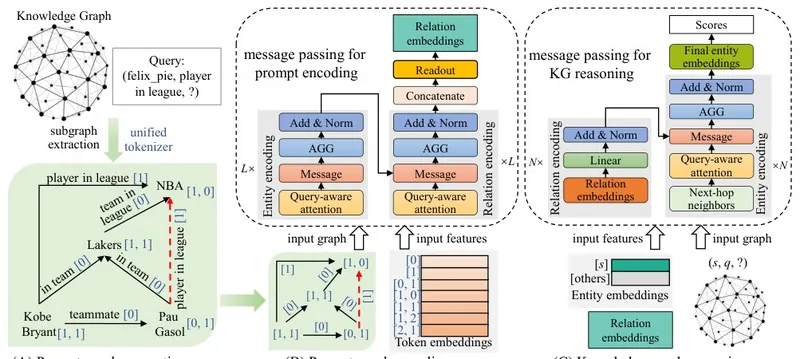 Knowledge Graph
Query:
(felix_pie, player
in league, ?)
subgraph
extraction
unified
tokenizer
player in league [1]
NBA
[1, 0]
team in
league [0]
player in league [1]
Lakers [1, 1]
in team [0]
in team [0]
Kobe
Bryant [1, 1]
teammate [0]
Pau
Gasol
[0, 1]
message passing for
prompt encoding
Relation
embeddings
Readout
Concatenate
Add & Norm
Add & Norm
AGG
AGG
Message
Message
Query-aware
attention
Query-aware
attention
Entity encoding
Relation encoding
L×
×L
input graph
input features
[1]
[1, 0]
[0]
[1]
[1, 1]
[0]
[0]
[1, 1]
[0]
[0, 1]
[0]
[1]
[0, 1]
[1, 0]
[1, 1]
[1, 2]
[2, 1]
Token embeddings
message passing for
KG reasoning
Scores
Final entity
embeddings
Add & Norm
AGG
Add & Norm
Message
Linear
Query-aware
attention
Relation
embeddings
Next-hop
neighbors
Relation encoding
Entity encoding
N×
×N
input features
input graph
[s]
[others]
Entity embeddings
(s, q, ?)
Relation
embeddings